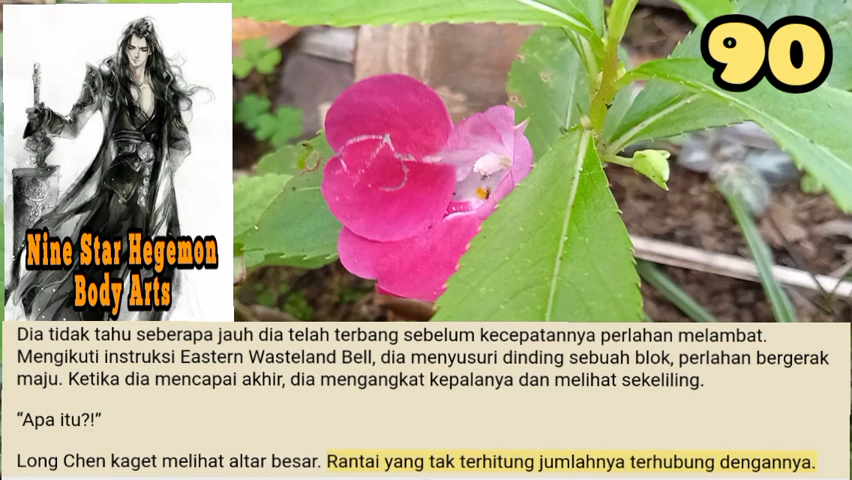 90
Nine Star Hegemon
Body Arts
Dia tidak tahu seberapa jauh dia telah terbang sebelum kecepatannya perlahan melambat.
Mengikuti instruksi Eastern Wasteland Bell, dia menyusuri dinding sebuah blok, perlahan bergerak
maju. Ketika dia mencapai akhir, dia mengangkat kepalanya dan melihat sekeliling.
“Apa itu?!”
Long Chen kaget melihat altar besar. Rantai yang tak terhitung jumlahnya terhubung dengannya.